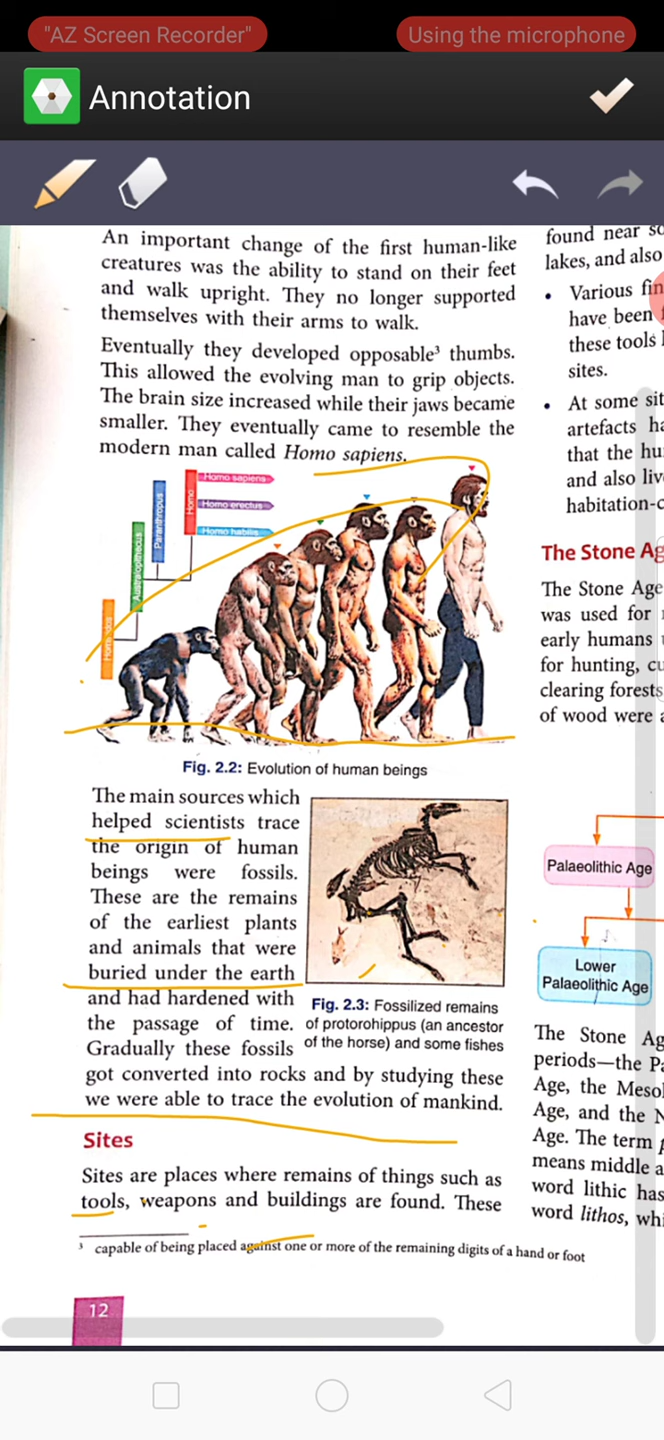 "AZ Screen Recorder"
Using the microphone
Annotation
An important change of the first human-like
creatures was the ability to stand on their feet
and walk upright. They no longer supported
themselves with their arms to walk.
Eventually they developed opposable³ thumbs.
This allowed the evolving man to grip objects.
The brain size increased while their jaws became
smaller. They eventually came to resemble the
modern man called Homo sapiens.
Homo sapiens
Homo erectus
Homo habilis
Homo
Paranthropus
Australopithecus
Fig. 2.2: Evolution of human beings
The main sources which
helped scientists trace
the origin of human
beings were fossils.
These are the remains
of the earliest plants
and animals that were
buried under the earth
and had hardened with
the passage of time.
Gradually these fossils
got converted into rocks and by studying these
we were able to trace the evolution of mankind.
Fig. 2.3: Fossilized remains
of protorohippus (an ancestor
of the horse) and some fishes
Sites
Sites are places where remains of things such as
tools, weapons and buildings are found. These
³ capable of being placed against one or more of the remaining digits of a hand or foot
12
found near
lakes, and also
• Various
have been
these tools
sites.
• At some
artefacts
that the
and also
habitation-
The Stone
The Stone Age
was used for
early humans
for hunting,
clearing forests
of wood were
Palaeolithic Age
Lower
Palaeolithic Age
The Stone
periods—the
Age, the
Age, and the
Age. The term
means middle
word lithic has
word lithos,